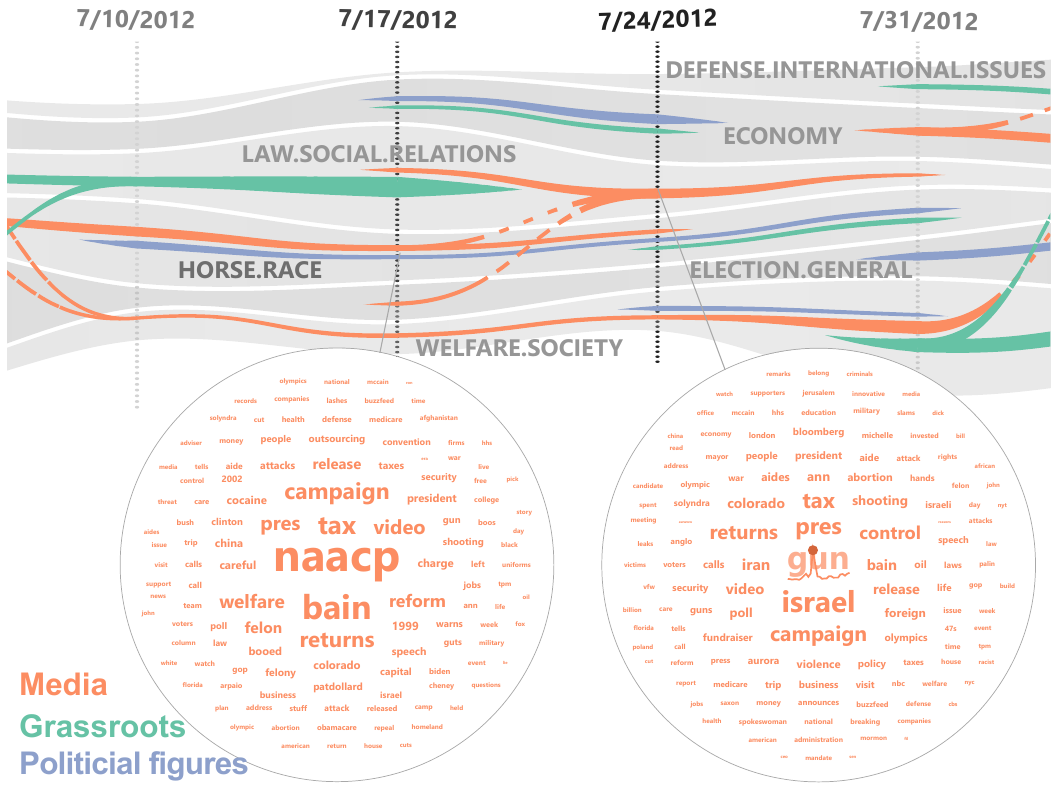 7/10/2012 7/17/2012 7/24/2012 7/31/2012
DEFENSE.INTERNATIONAL.ISSUES
ECONOMY
LAW.SOCIAL.RELATIONS
HORSE.RACE ELECTION.GENERAL
WELFARE.SOCIETY
olympics national mccain
records companies lashes buzzfeed time
solyndra cut health defense medicare afghanistan
adviser money people outsourcing convention firms hhs
media tells aide attacks release taxes war live
control 2002 security free pick
threat care cocaine campaign president college
story
bush clinton pres tax video gun boos
aides day
issue trip china naacp shooting black
visit calls careful charge left uniforms
support call jobs tpm
news
john team welfare bain reform ann life oil
voters poll felon 1999 warns week fox
column law returns guts military
booed speech
white watch gop felony colorado capital biden event
florida arpaio patdollard cheney questions
business israel
plan address stuff attack released camp held
olympic abortion obamacare repeal homeland
american return house cuts
remarks belong criminals
watch supporters jerusalem innovative media
office mccain hhs education military slams dick
china economy london bloomberg michelle invested bill
read mayor people president aide attack rights
address african
candidate olympic war aides ann abortion hands felon john
spent solyndra colorado tax shooting israeli day nyt
meeting attacks
leaks anglo returns pres control speech law
victims voters calls iran gun bain oil laws palin
vfw security video release life gop build
billion care guns poll israel foreign issue week
florida tells fundraiser campaign olympics 47s event
poland call time tpm
cut reform press aurora violence policy taxes house racist
report medicare trip business visit nbc welfare nyc
jobs saxon money announces buzzfeed defense cbs
health spokeswoman national breaking companies
american administration mormon
mandate
Media
Grassroots
Politicial figures